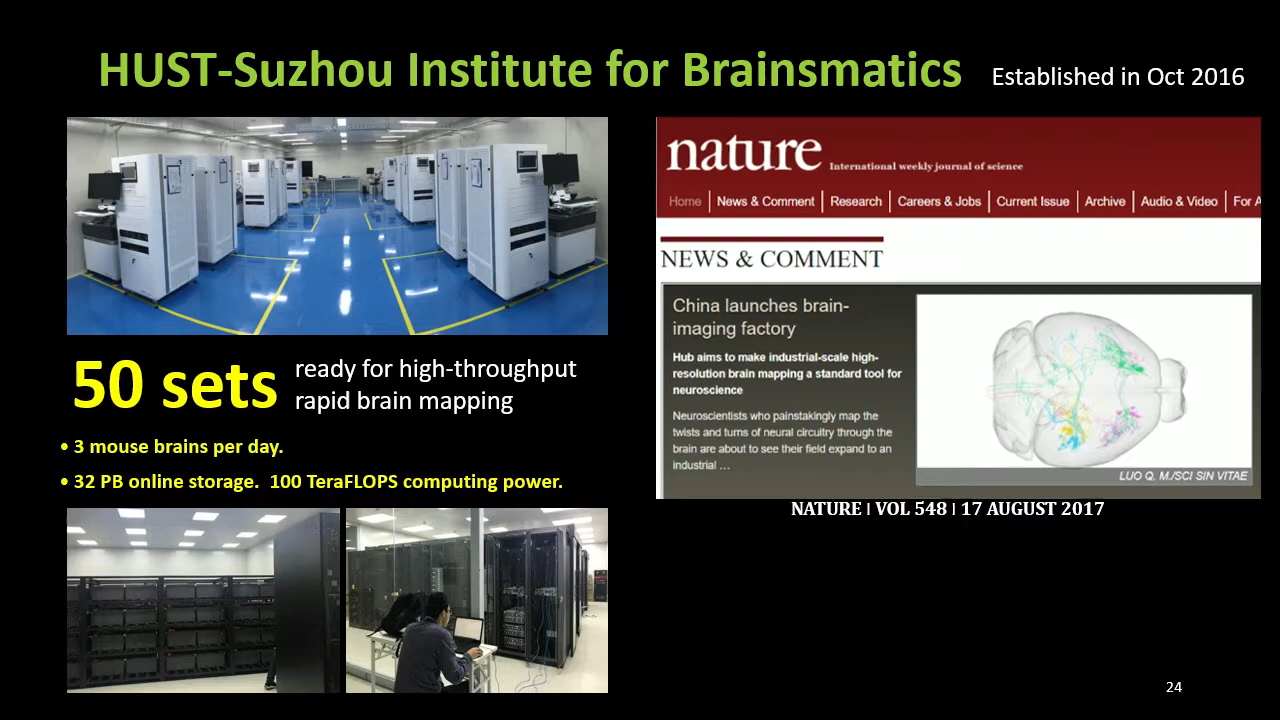 HUST-Suzhou Institute for Brainsmatics
Established in Oct 2016
50 sets
ready for high-throughput
rapid brain mapping
• 3 mouse brains per day.
• 32 PB online storage.  100 TeraFLOPS computing power.
nature International weekly journal of science
Home | News & Comment | Research | Careers & Jobs | Current Issue | Archive | Audio & Video | For A
NEWS & COMMENT
China launches brain-
imaging factory
Hub aims to make industrial-scale high-
resolution brain mapping a standard tool for
neuroscience
Neuroscientists who painstakingly map the
twists and turns of neural circuitry through the
brain are about to see their field expand to an
industrial ...
LUO Q. M./SCI SIN VITAE
NATURE | VOL 548 | 17 AUGUST 2017
24